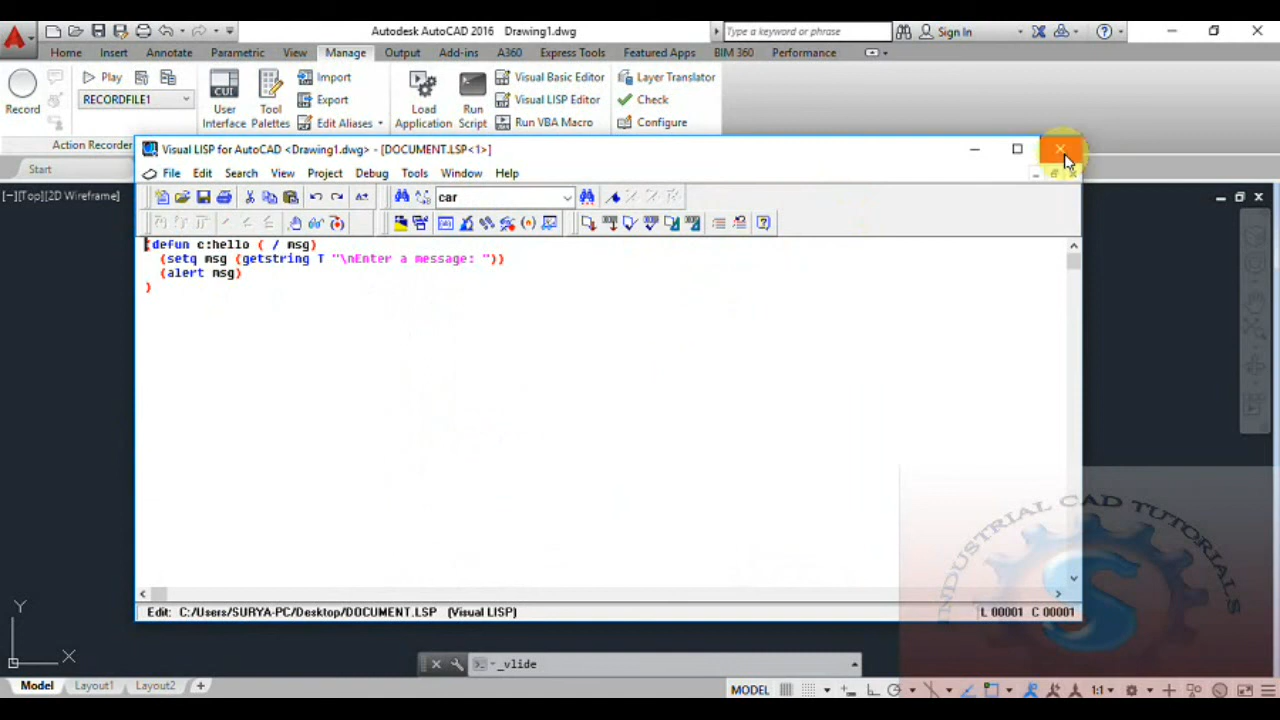 Autodesk AutoCAD 2016 Drawing1.dwg
Type a keyword or phrase
Sign In
Home Insert Annotate Parametric View Manage Output Add-ins A360 Express Tools Featured Apps BIM 360 Performance
Record
Play
RECORDFILE1
Action Recorder
CUI
User
Interface
Tool
Palettes
Import
Export
Edit Aliases
Load
Application
Run
Script
Visual Basic Editor
Visual LISP Editor
Run VBA Macro
Layer Translator
Check
Configure
Start
[−][Top][2D Wireframe]
Visual LISP for AutoCAD <Drawing1.dwg> - [DOCUMENT.LSP<1>]
File Edit Search View Project Debug Tools Window Help
car
(defun c:hello ( / msg)
(setq msg (getstring T "\nEnter a message: "))
(alert msg)
)
Edit: C:/Users/SURYA-PC/Desktop/DOCUMENT.LSP (Visual LISP)
L 00001 C 00001
INDUSTRIAL CAD TUTORIALS
S
Y
X
_vlide
Model Layout1 Layout2 +
MODEL
1:1